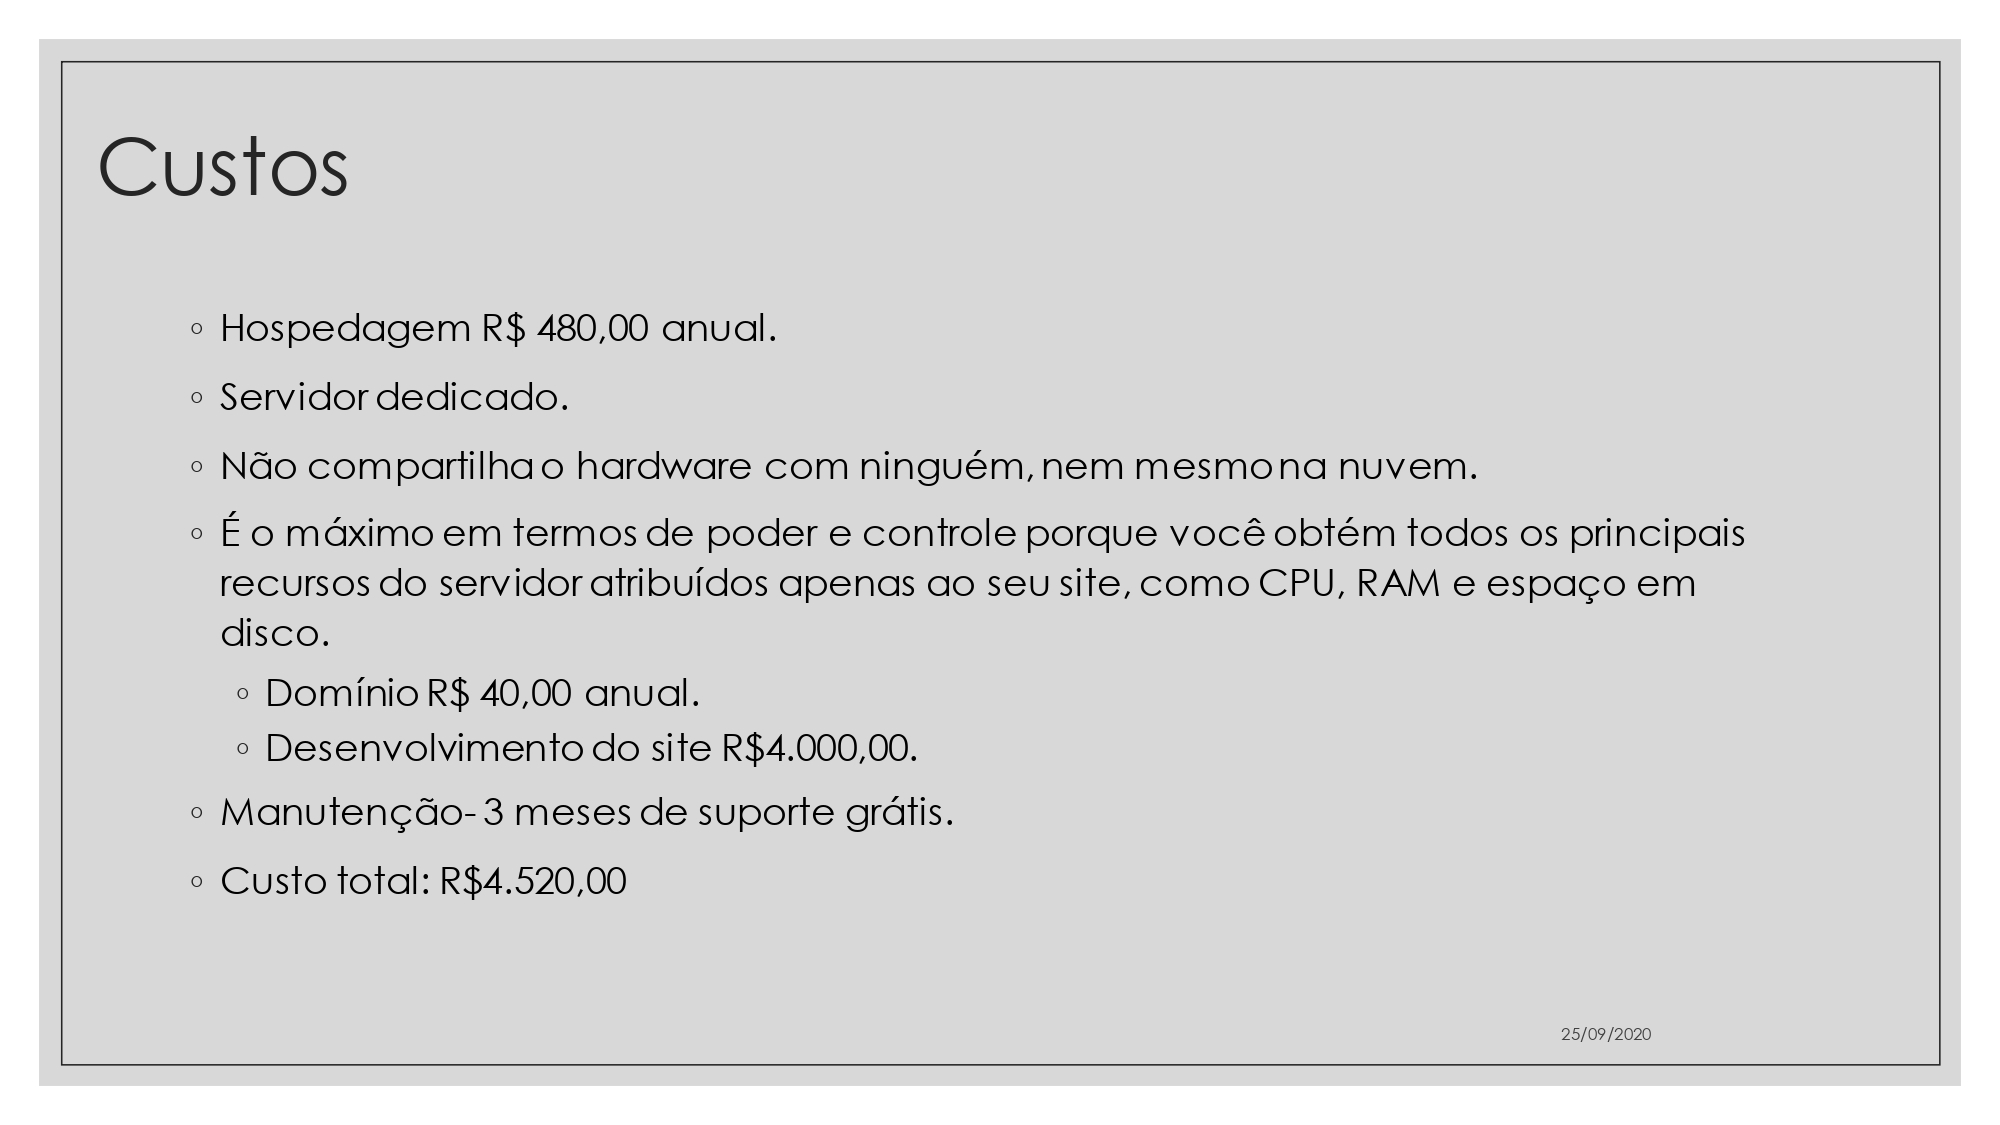 Custos
◦ Hospedagem R$ 480,00 anual.
◦ Servidor dedicado.
◦ Não compartilha o hardware com ninguém, nem mesmo na nuvem.
◦ É o máximo em termos de poder e controle porque você obtém todos os principais
recursos do servidor atribuídos apenas ao seu site, como CPU, RAM e espaço em
disco.
◦ Domínio R$ 40,00 anual.
◦ Desenvolvimento do site R$4.000,00.
◦ Manutenção- 3 meses de suporte grátis.
◦ Custo total: R$4.520,00
25/09/2020